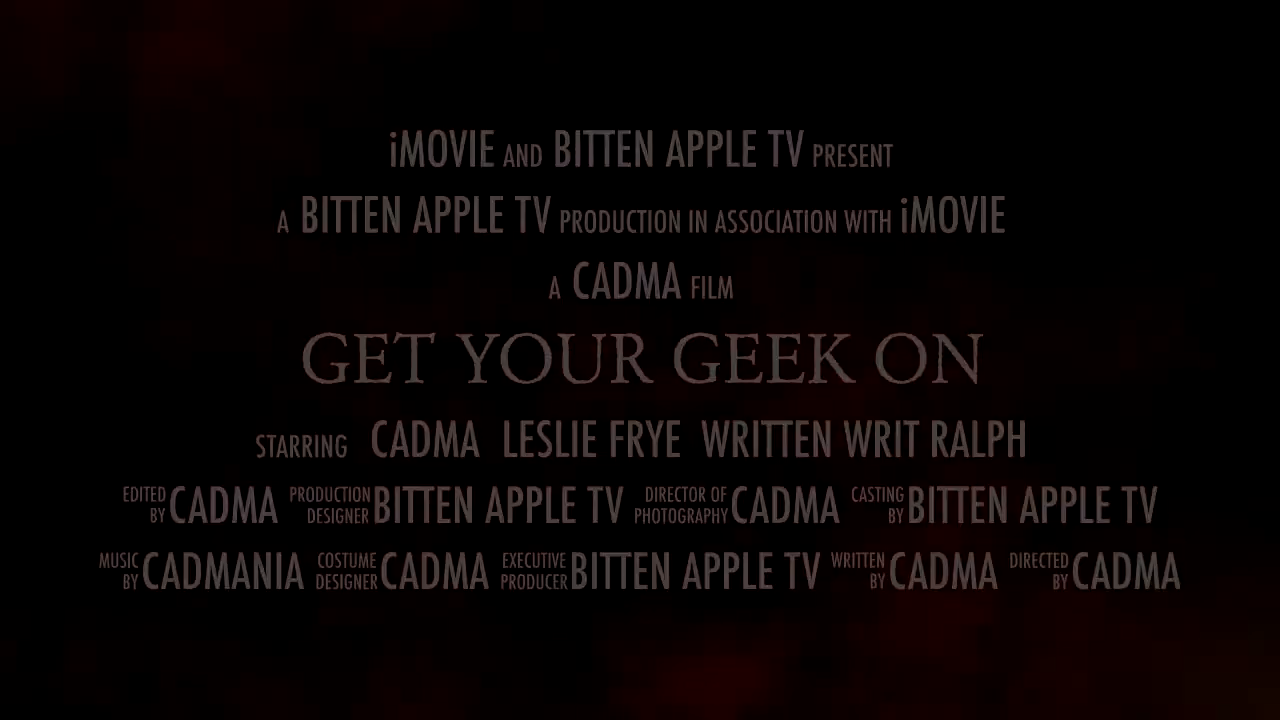 iMOVIE AND BITTEN APPLE TV PRESENT
A BITTEN APPLE TV PRODUCTION IN ASSOCIATION WITH iMOVIE
A CADMA FILM
GET YOUR GEEK ON
STARRING CADMA LESLIE FRYE WRITTEN WRIT RALPH
EDITED BY CADMA PRODUCTION DESIGNER BITTEN APPLE TV DIRECTOR OF PHOTOGRAPHY CADMA CASTING BY BITTEN APPLE TV
MUSIC BY CADMANIA COSTUME DESIGNER CADMA EXECUTIVE PRODUCER BITTEN APPLE TV WRITTEN BY CADMA DIRECTED BY CADMA